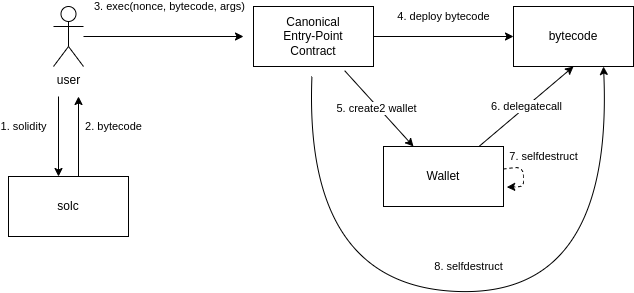 3. exec(nonce, bytecode, args)
Canonical
Entry-Point
Contract
4. deploy bytecode
bytecode
user
5. create2 wallet
6. delegatecall
1. solidity
2. bytecode
7. selfdestruct
Wallet
solc
8. selfdestruct